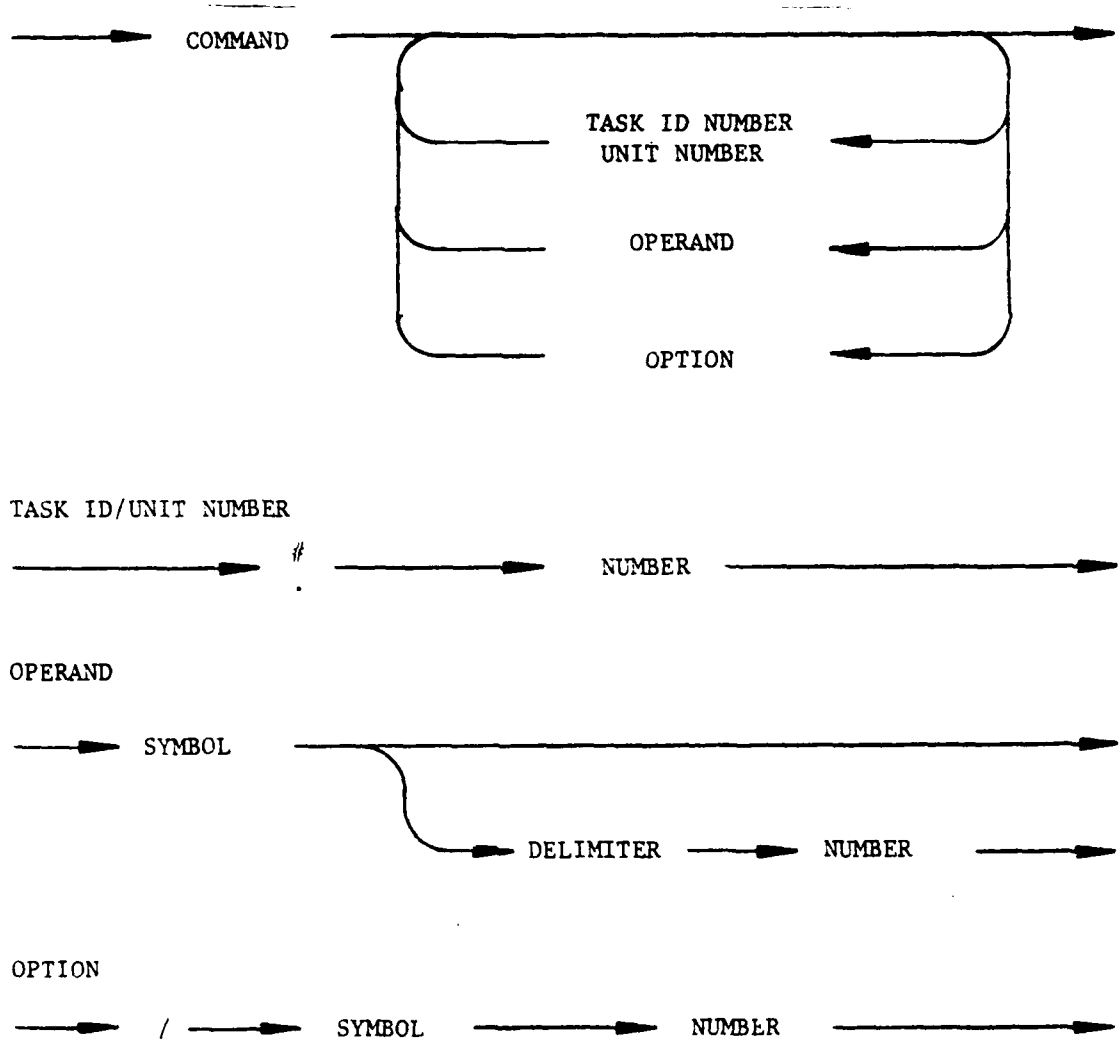 COMMAND
TASK ID NUMBER
UNIT NUMBER
OPERAND
OPTION
TASK ID/UNIT NUMBER
#
.
NUMBER
OPERAND
SYMBOL
DELIMITER NUMBER
OPTION
/ SYMBOL NUMBER